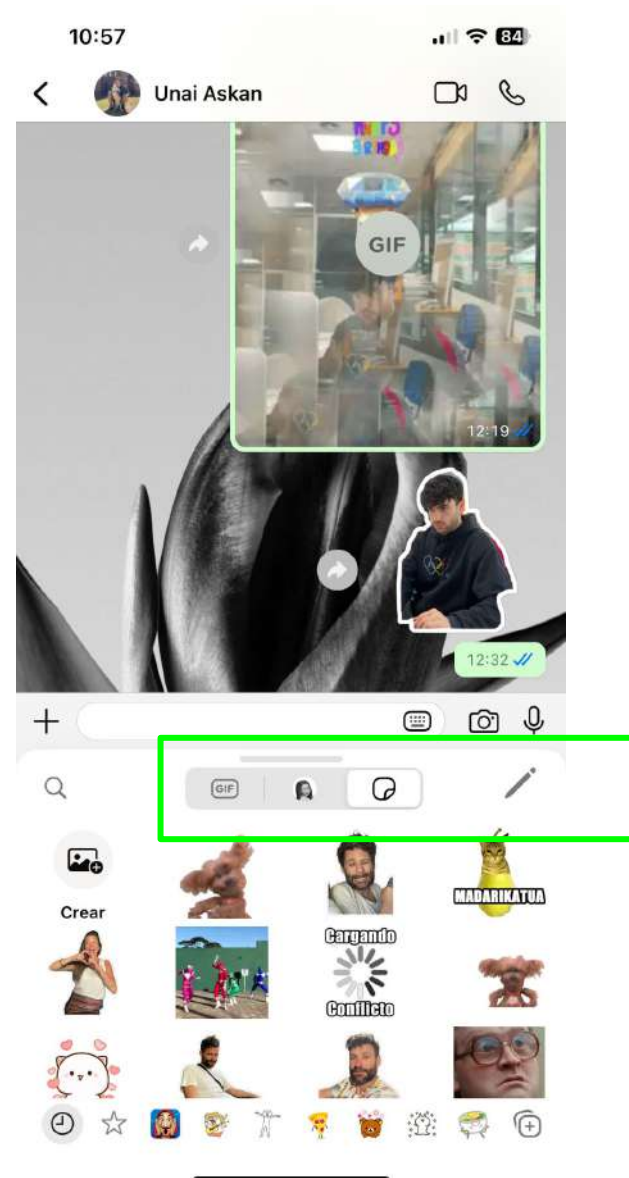 10:57
84
Unai Askan
GIF
12:19
12:32
GIF
MADARIKATUA
Crear
Cargando
Conflicto